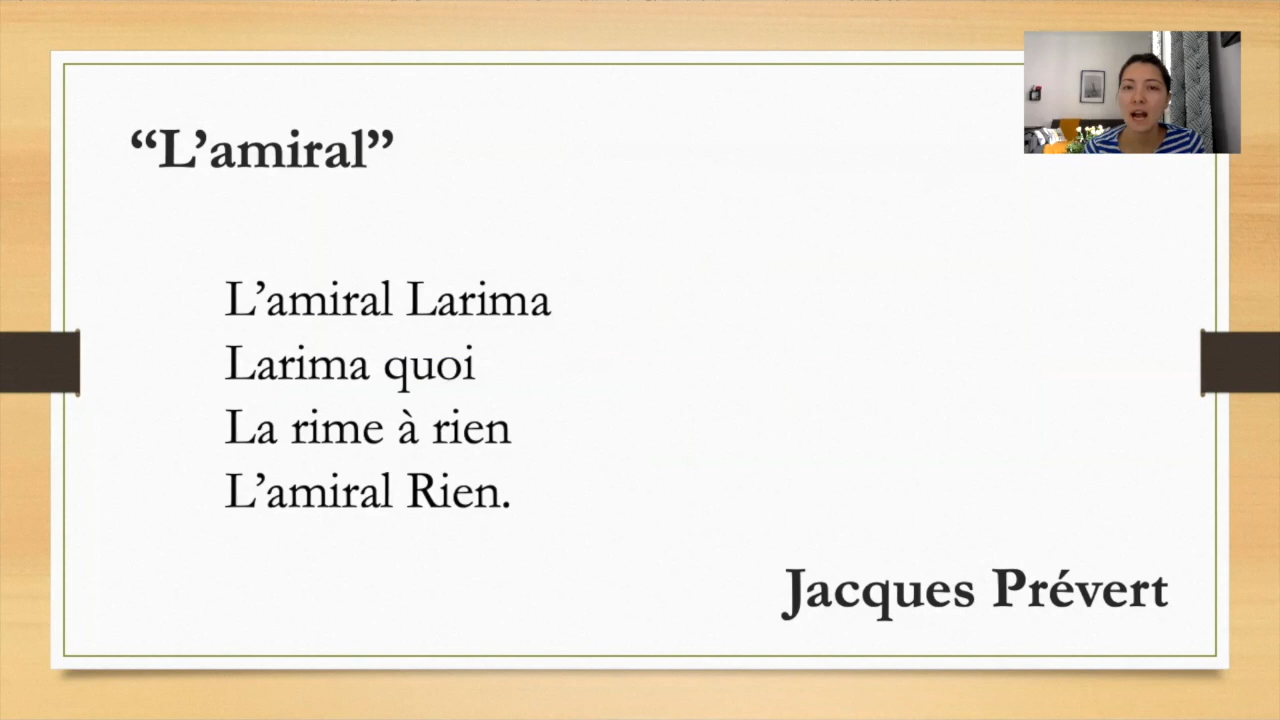 “L’amiral”
L’amiral Larima
Larima quoi
La rime à rien
L’amiral Rien.
Jacques Prévert